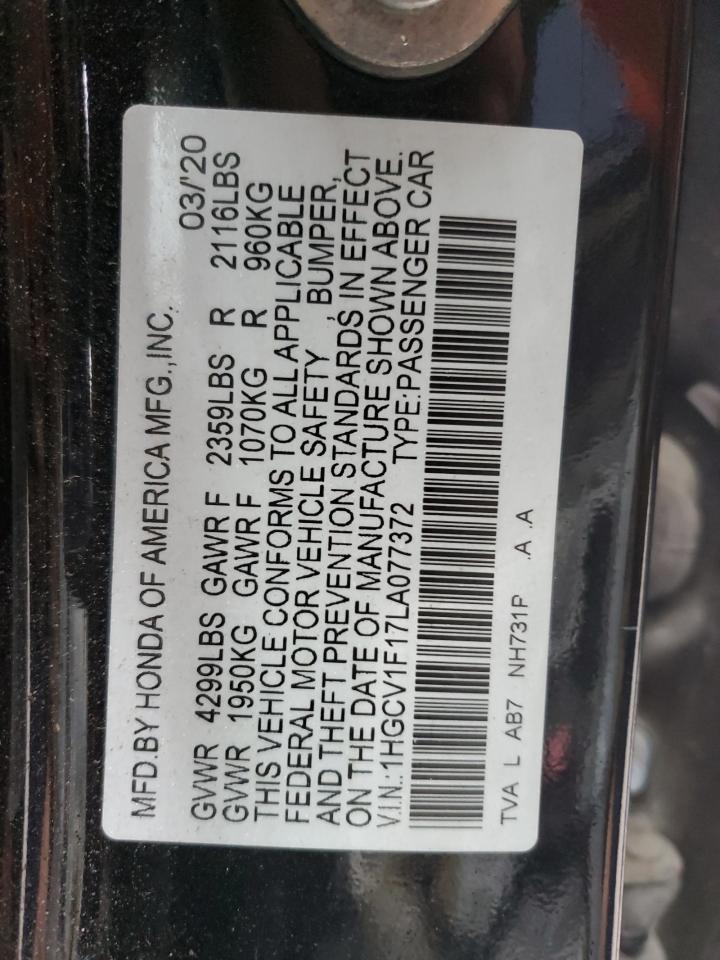 MFD.BY HONDA OF AMERICA MFG.,INC. 03/'20
GVWR 4299LBS GAWR F 2359LBS R 2116LBS
GVWR 1950KG GAWR F 1070KG R 960KG
THIS VEHICLE CONFORMS TO ALL APPLICABLE
FEDERAL MOTOR VEHICLE SAFETY , BUMPER,
AND THEFT PREVENTION STANDARDS IN EFFECT
ON THE DATE OF MANUFACTURE SHOWN ABOVE.
V.I.N.:1HGCV1F17LA077372 TYPE:PASSENGER CAR
TVA L AB7 NH731P .A .A